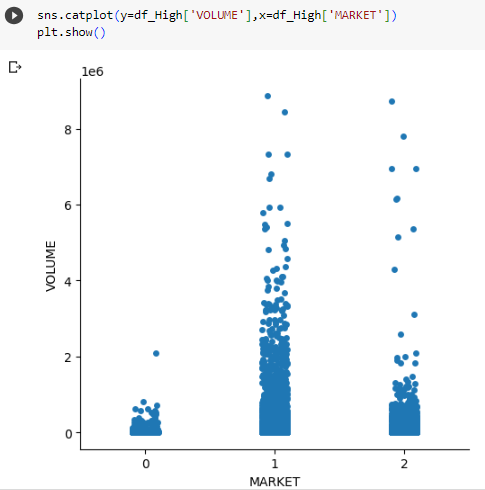 sns.catplot(y=df_High['VOLUME'],x=df_High['MARKET'])
plt.show()
1e6
8
6
VOLUME
4
2
0
0 1 2
MARKET